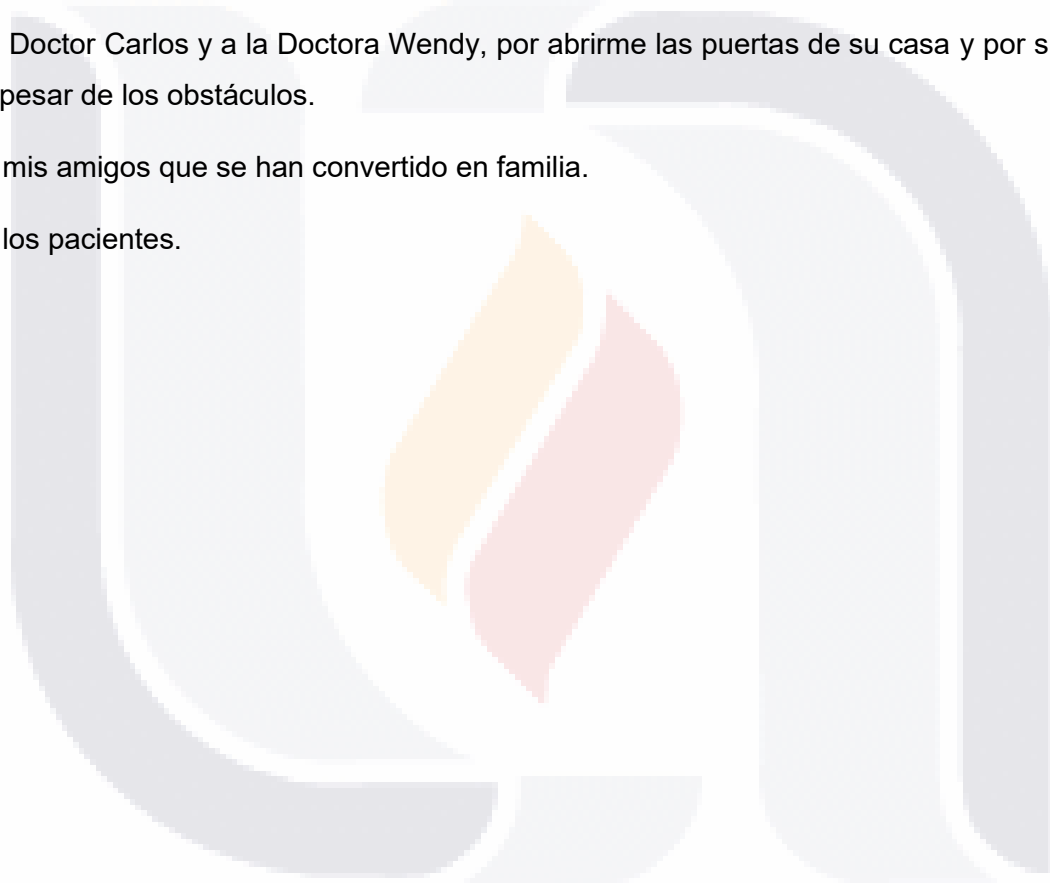 Doctor Carlos y a la Doctora Wendy, por abrirme las puertas de su casa y por s
pesar de los obstáculos.
mis amigos que se han convertido en familia.
los pacientes.